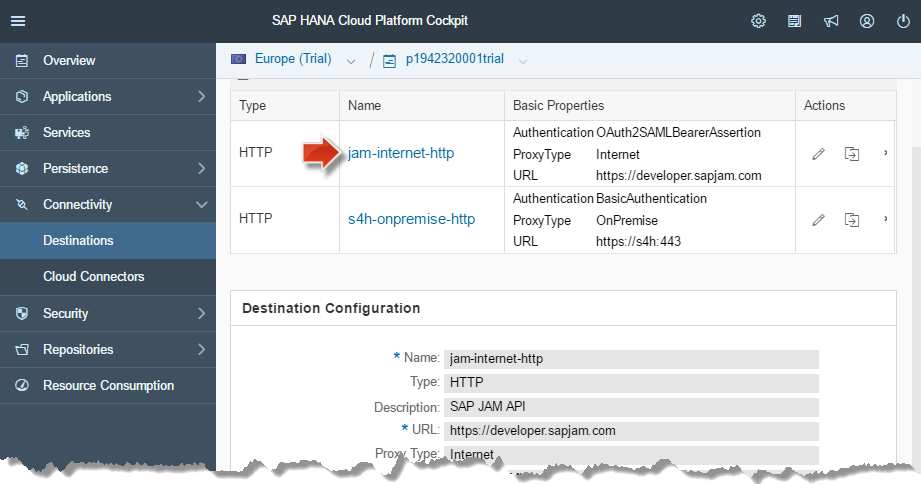 SAP HANA Cloud Platform Cockpit
Europe (Trial) / p1942320001trial
Overview
Applications
Services
Persistence
Connectivity
Destinations
Cloud Connectors
Security
Repositories
Resource Consumption
Type Name Basic Properties Actions
HTTP jam-internet-http
Authentication OAuth2SAMLBearerAssertion
ProxyType Internet
URL https://developer.sapjam.com
HTTP s4h-onpremise-http
Authentication BasicAuthentication
ProxyType OnPremise
URL https://s4h:443
Destination Configuration
* Name: jam-internet-http
Type: HTTP
Description: SAP JAM API
* URL: https://developer.sapjam.com
Proxy Type: Internet